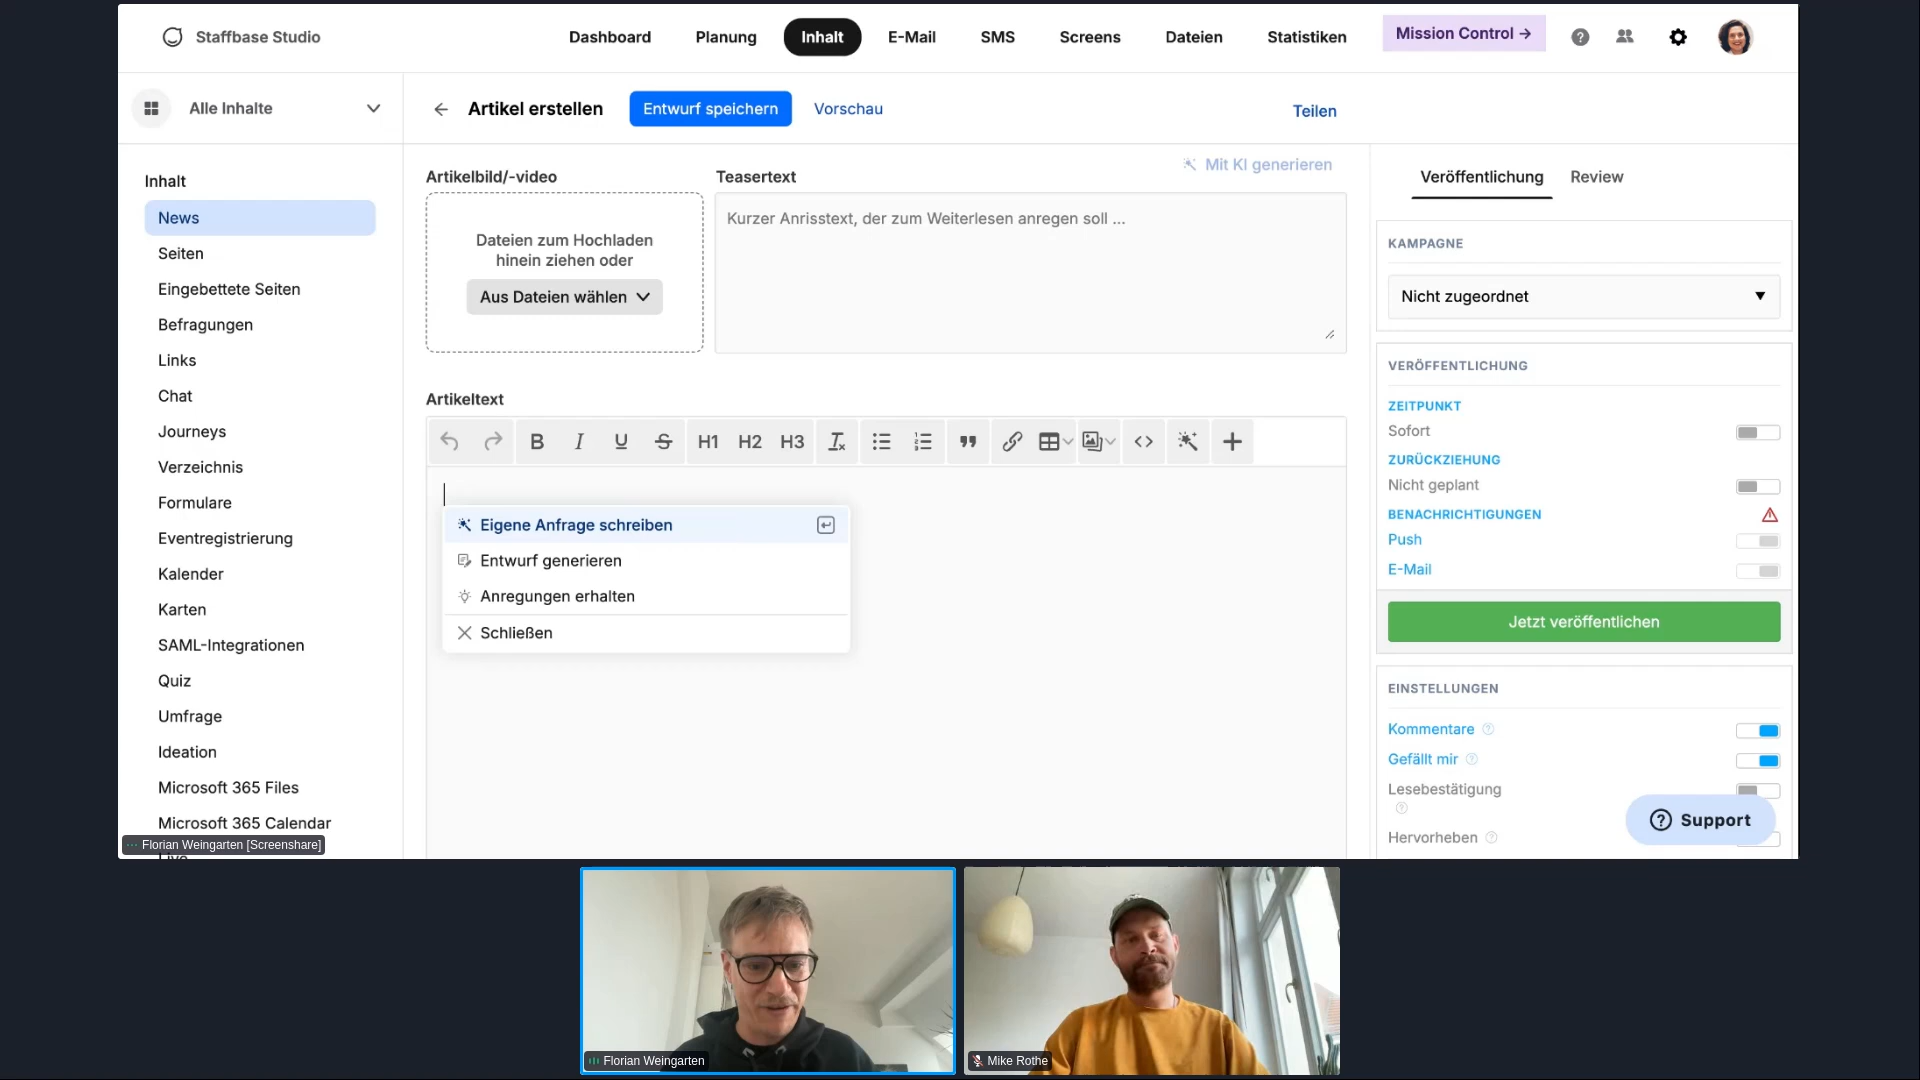 Staffbase Studio
Dashboard
Planung
Inhalt
E-Mail
SMS
Screens
Dateien
Statistiken
Mission Control →
Alle Inhalte
Artikel erstellen
Entwurf speichern
Vorschau
Teilen
Inhalt
News
Seiten
Eingebettete Seiten
Befragungen
Links
Chat
Journeys
Verzeichnis
Formulare
Eventregistrierung
Kalender
Karten
SAML-Integrationen
Quiz
Umfrage
Ideation
Microsoft 365 Files
Microsoft 365 Calendar
Live
Artikelbild/-video
Dateien zum Hochladen
hinein ziehen oder
Aus Dateien wählen
Teasertext
Mit KI generieren
Kurzer Anrisstext, der zum Weiterlesen anregen soll ...
Artikeltext
B I U S H1 H2 H3
Eigene Anfrage schreiben
Entwurf generieren
Anregungen erhalten
Schließen
Veröffentlichung
Review
KAMPAGNE
Nicht zugeordnet
VERÖFFENTLICHUNG
ZEITPUNKT
Sofort
ZURÜCKZIEHUNG
Nicht geplant
BENACHRICHTIGUNGEN
Push
E-Mail
Jetzt veröffentlichen
EINSTELLUNGEN
Kommentare
Gefällt mir
Lesebestätigung
Hervorheben
Support
Florian Weingarten [Screenshare]
Florian Weingarten
Mike Rothe